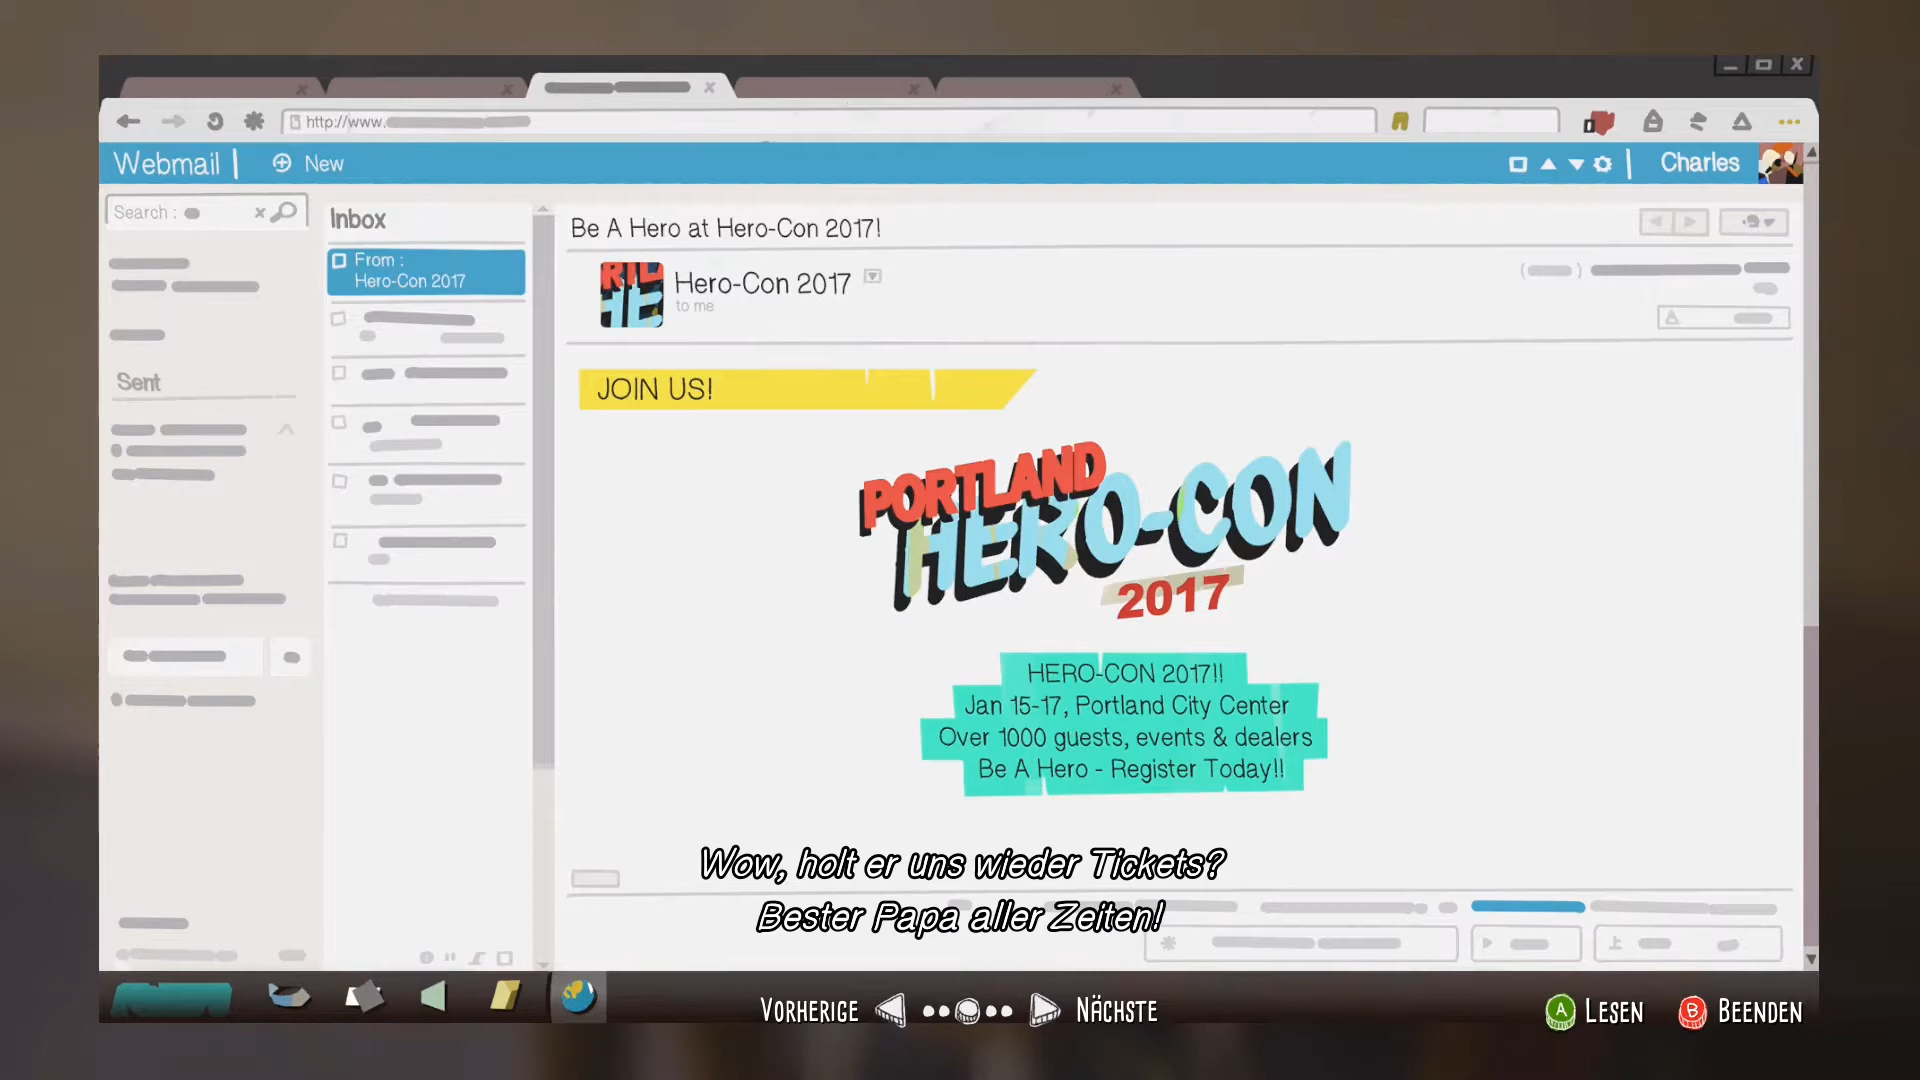 http://www.
Webmail
New
Charles
Search :
Inbox
From :
Hero-Con 2017
Sent
Be A Hero at Hero-Con 2017!
Hero-Con 2017
to me
RTL
HE
JOIN US!
PORTLAND
HERO-CON
2017
HERO-CON 2017!!
Jan 15-17, Portland City Center
Over 1000 guests, events & dealers
Be A Hero - Register Today!!
Wow, holt er uns wieder Tickets?
Bester Papa aller Zeiten!
VORHERIGE
NÄCHSTE
A LESEN
B BEENDEN